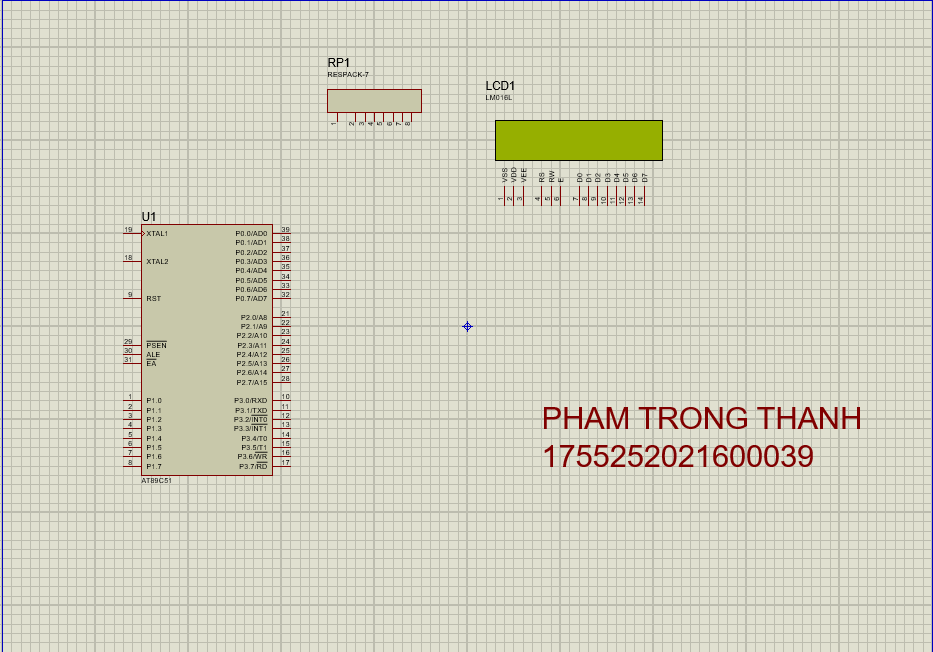 RP1
RESPACK-7
1 2 3 4 5 6 7 8
LCD1
LM016L
VSS VDD VEE RS RW E D0 D1 D2 D3 D4 D5 D6 D7
1 2 3 4 5 6 7 8 9 10 11 12 13 14
U1
19 XTAL1 P0.0/AD0 39
P0.1/AD1 38
P0.2/AD2 37
18 XTAL2 P0.3/AD3 36
P0.4/AD4 35
P0.5/AD5 34
P0.6/AD6 33
9 RST P0.7/AD7 32
P2.0/A8 21
P2.1/A9 22
P2.2/A10 23
29 PSEN P2.3/A11 24
30 ALE P2.4/A12 25
31 EA P2.5/A13 26
P2.6/A14 27
P2.7/A15 28
1 P1.0 P3.0/RXD 10
2 P1.1 P3.1/TXD 11
3 P1.2 P3.2/INT0 12
4 P1.3 P3.3/INT1 13
5 P1.4 P3.4/T0 14
6 P1.5 P3.5/T1 15
7 P1.6 P3.6/WR 16
8 P1.7 P3.7/RD 17
AT89C51
PHAM TRONG THANH
1755252021600039